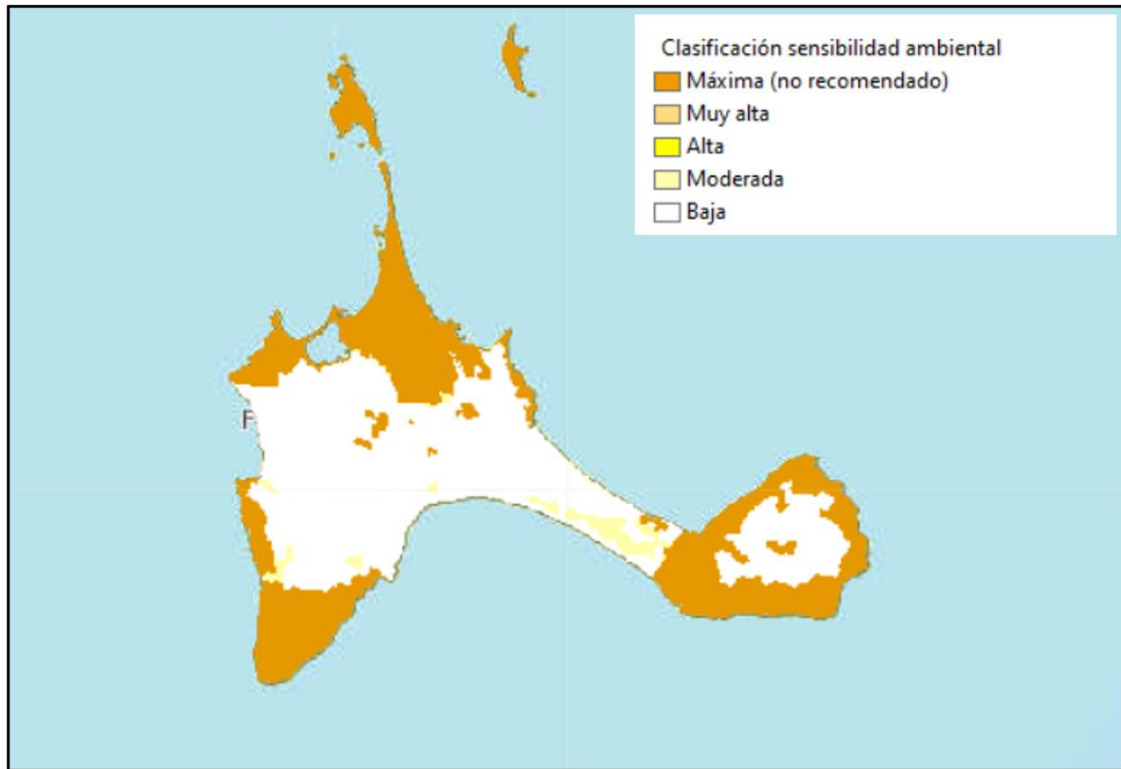 Clasificación sensibilidad ambiental
Máxima (no recomendado)
Muy alta
Alta
Moderada
Baja
F